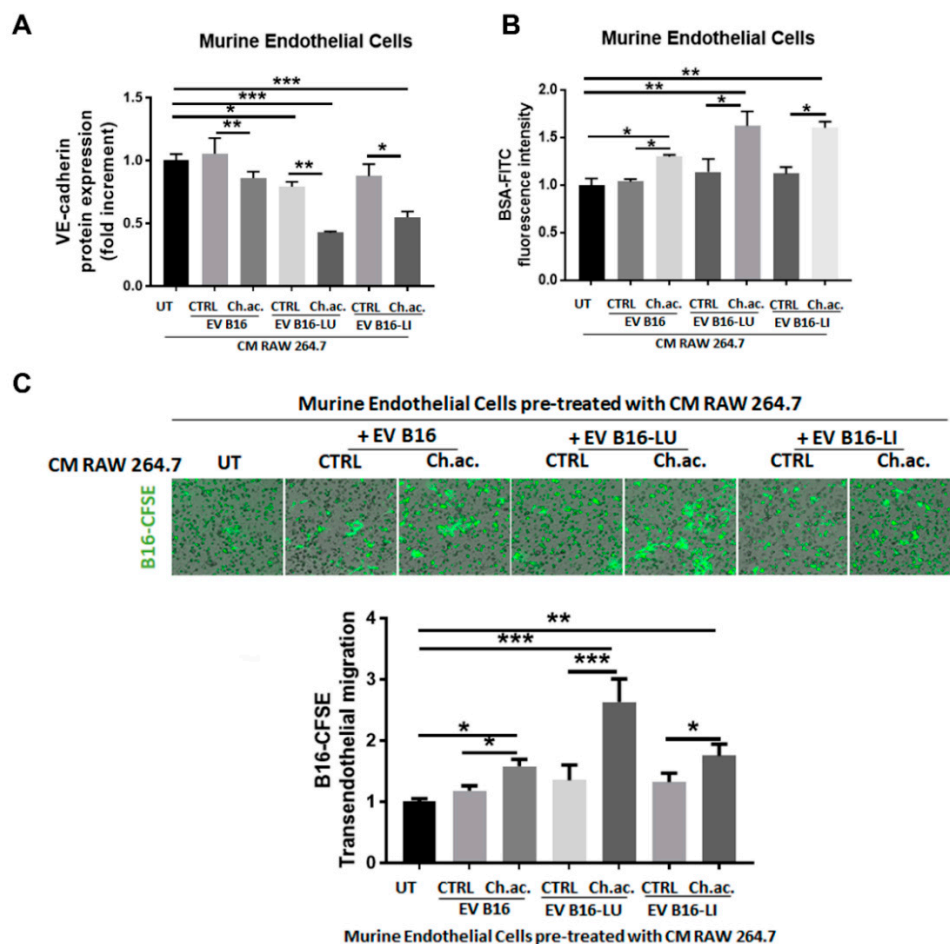 A
Murine Endothelial Cells
VE-cadherin
protein expression
(fold increment)
1.5
1.0
0.5
0.0
***
***
*
**
**
*
UT
CTRL Ch.ac. CTRL Ch.ac. CTRL Ch.ac.
EV B16 EV B16-LU EV B16-LI
CM RAW 264.7
B
Murine Endothelial Cells
BSA-FITC
fluorescence intensity
2.0
1.5
1.0
0.5
0.0
**
**
*
*
*
*
UT
CTRL Ch.ac. CTRL Ch.ac. CTRL Ch.ac.
EV B16 EV B16-LU EV B16-LI
CM RAW 264.7
C
Murine Endothelial Cells pre-treated with CM RAW 264.7
+ EV B16 + EV B16-LU + EV B16-LI
CM RAW 264.7 UT CTRL Ch.ac. CTRL Ch.ac. CTRL Ch.ac.
B16-CFSE
B16-CFSE
Transendothelial migration
4
3
2
1
0
**
***
***
*
*
*
UT
CTRL Ch.ac. CTRL Ch.ac. CTRL Ch.ac.
EV B16 EV B16-LU EV B16-LI
Murine Endothelial Cells pre-treated with CM RAW 264.7